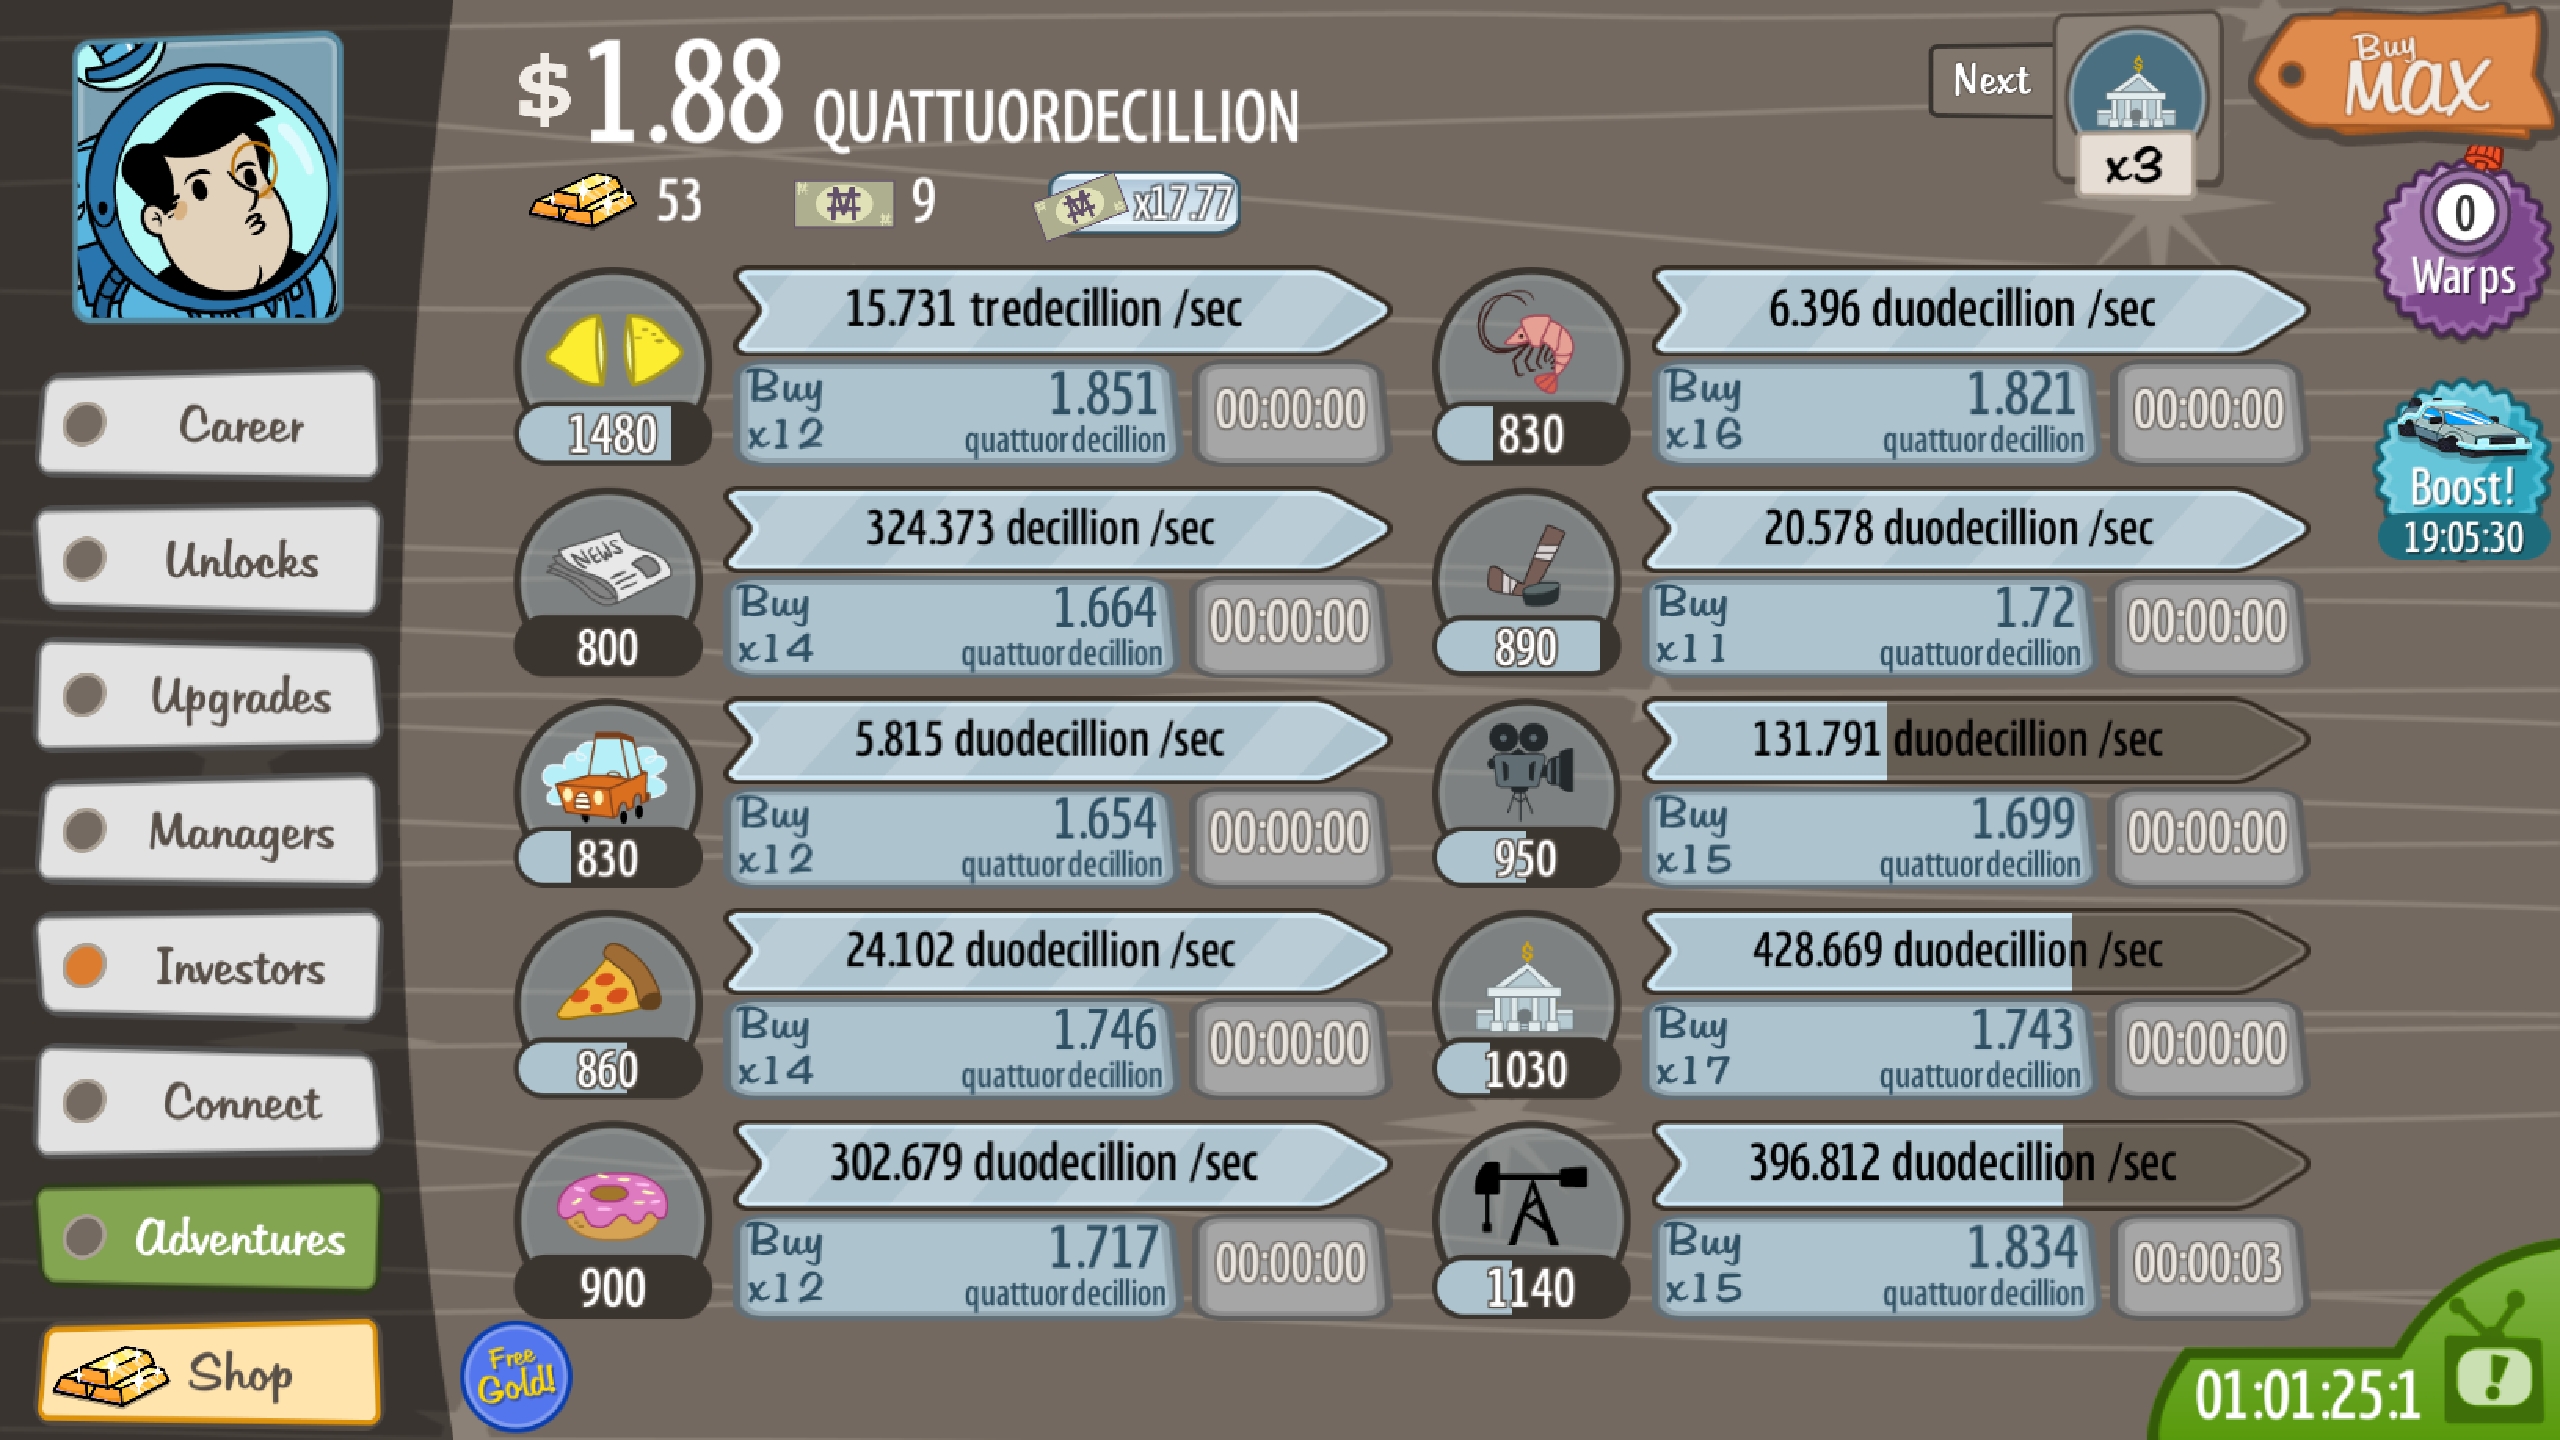 $1.88 QUATTUORDECILLION
Next
x3
Buy
MAX
53
9
x17.77
0
Warps
Boost!
19:05:30
Career
Unlocks
Upgrades
Managers
Investors
Connect
Adventures
Shop
15.731 tredecillion /sec
1480
Buy
x12
1.851
quattuordecillion
00:00:00
6.396 duodecillion /sec
830
Buy
x16
1.821
quattuordecillion
00:00:00
NEWS
324.373 decillion /sec
800
Buy
x14
1.664
quattuordecillion
00:00:00
20.578 duodecillion /sec
890
Buy
x11
1.72
quattuordecillion
00:00:00
5.815 duodecillion /sec
830
Buy
x12
1.654
quattuordecillion
00:00:00
131.791 duodecillion /sec
950
Buy
x15
1.699
quattuordecillion
00:00:00
24.102 duodecillion /sec
860
Buy
x14
1.746
quattuordecillion
00:00:00
$
428.669 duodecillion /sec
1030
Buy
x17
1.743
quattuordecillion
00:00:00
302.679 duodecillion /sec
900
Buy
x12
1.717
quattuordecillion
00:00:00
396.812 duodecillion /sec
1140
Buy
x15
1.834
quattuordecillion
00:00:03
Free
Gold!
01:01:25:1
!